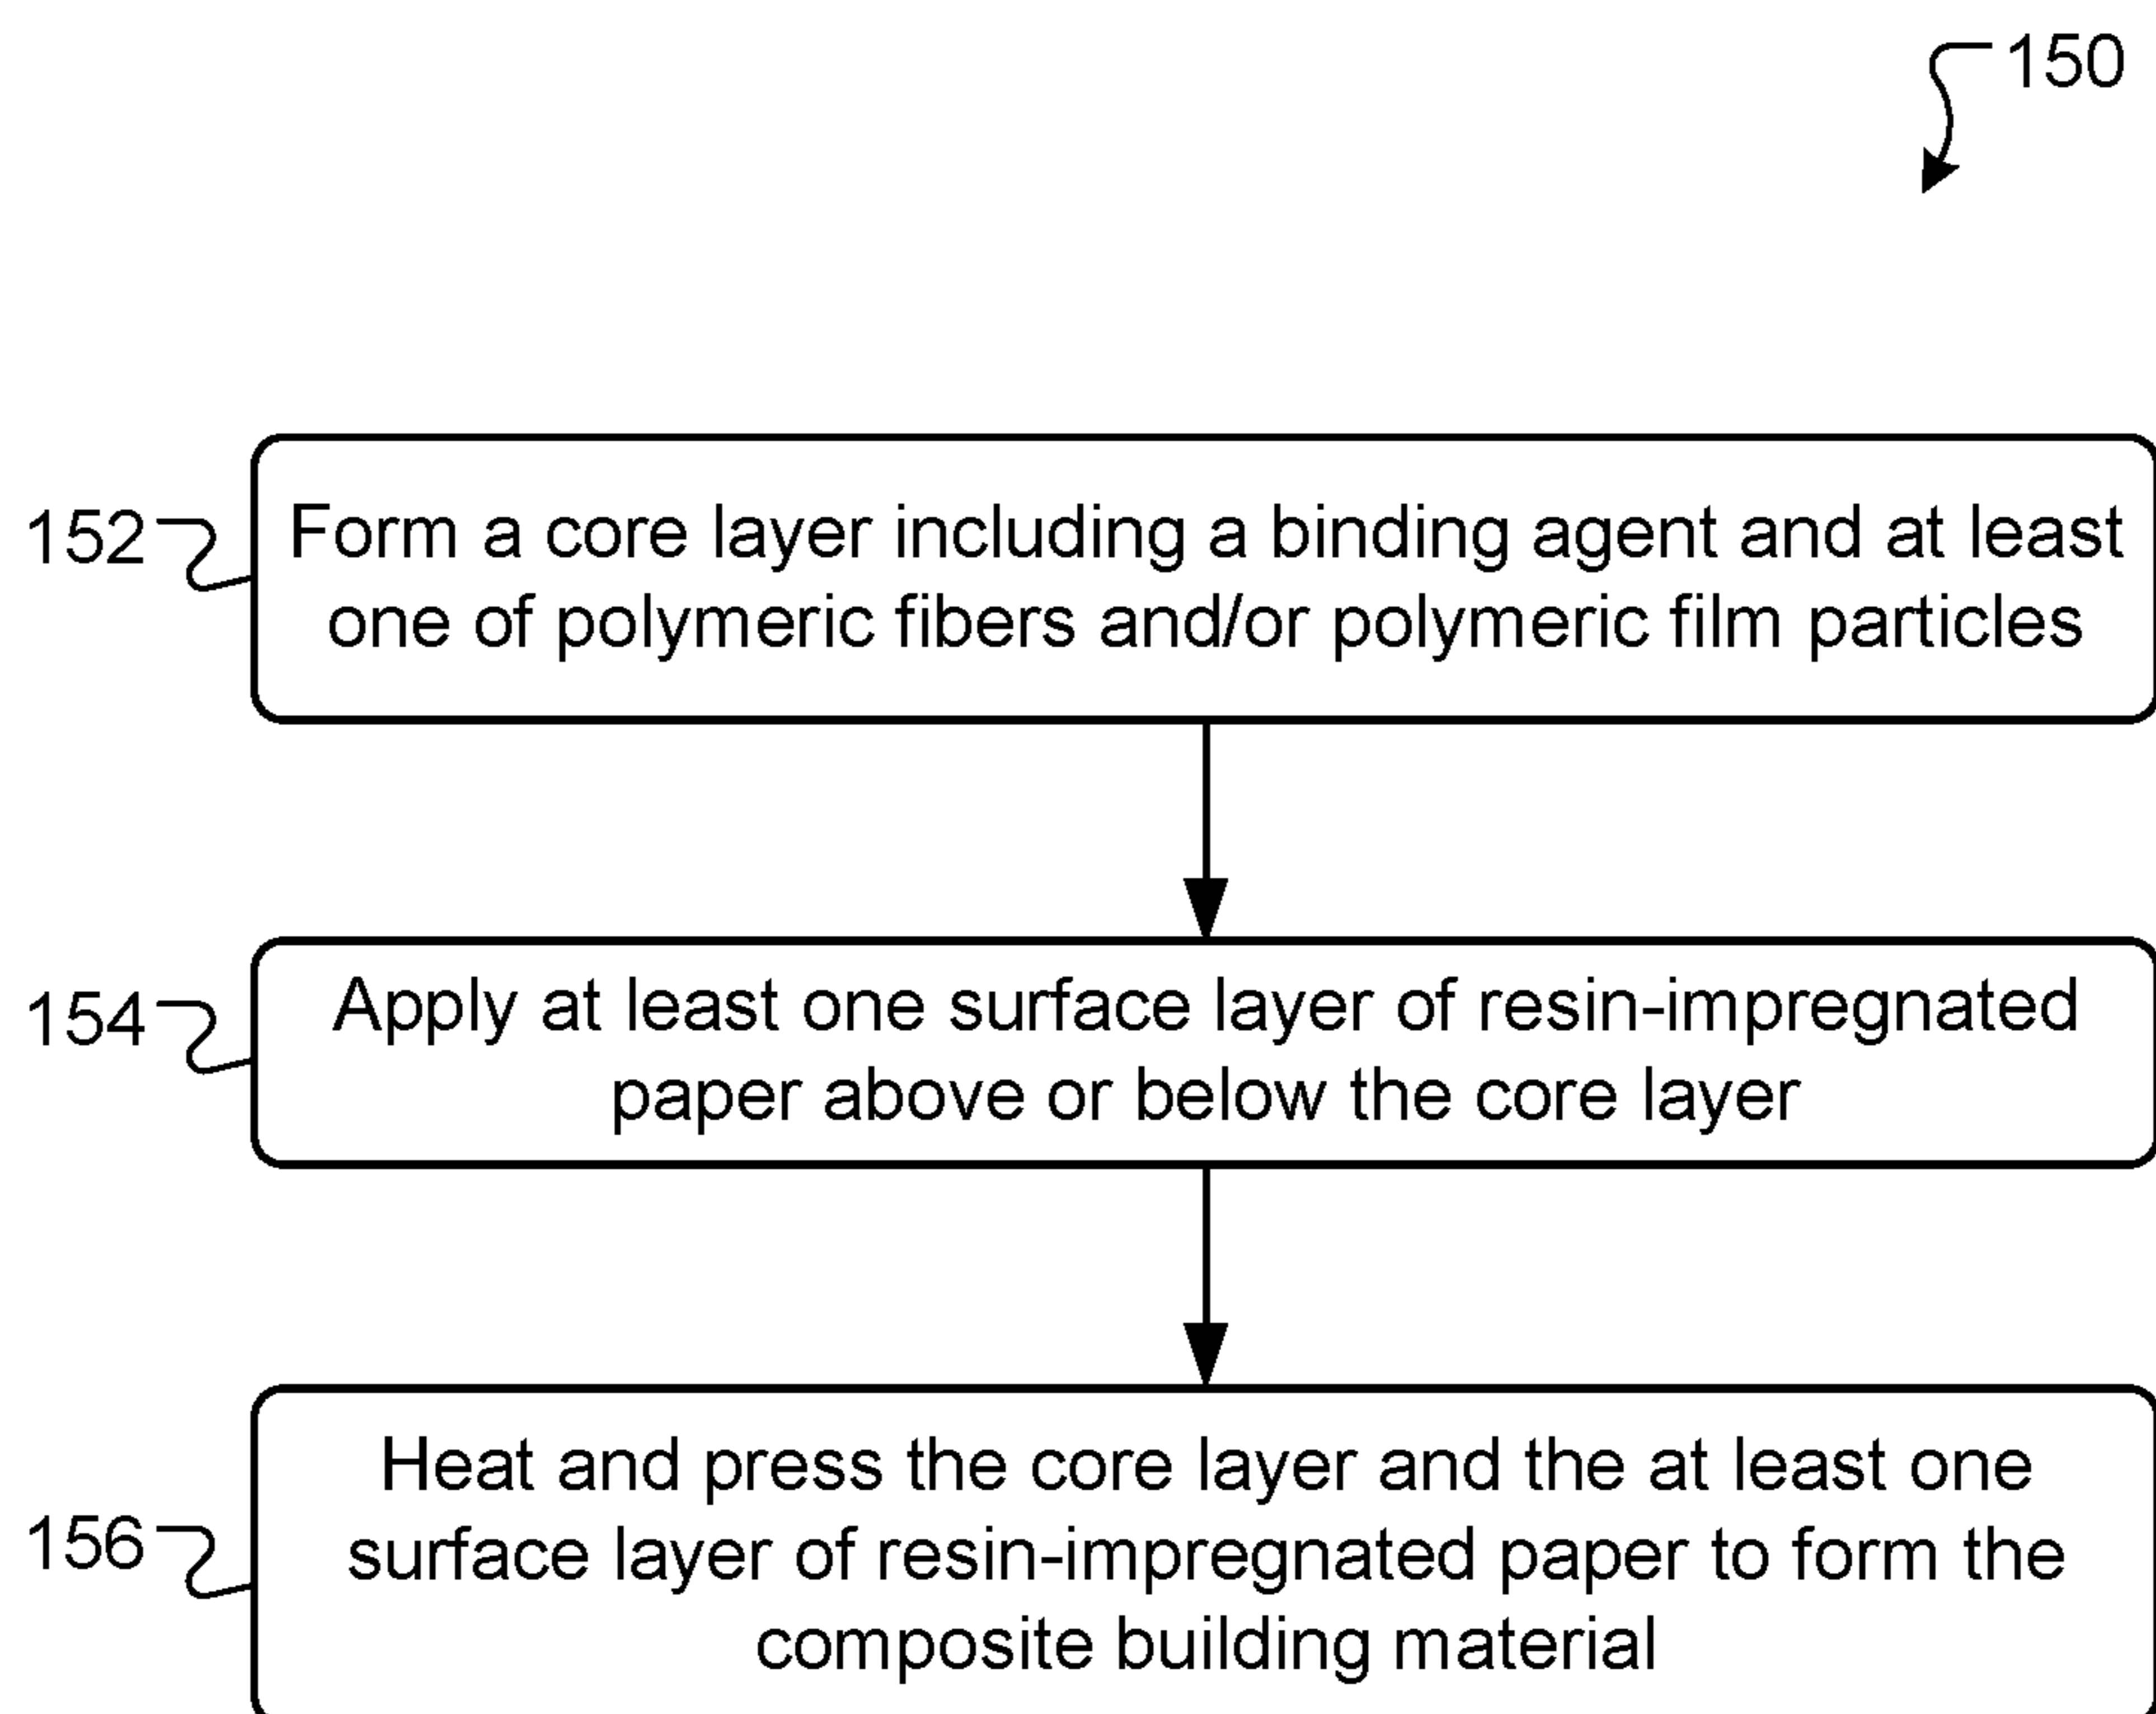 150
152
Form a core layer including a binding agent and at least
one of polymeric fibers and/or polymeric film particles
154
Apply at least one surface layer of resin-impregnated
paper above or below the core layer
156
Heat and press the core layer and the at least one
surface layer of resin-impregnated paper to form the
composite building material